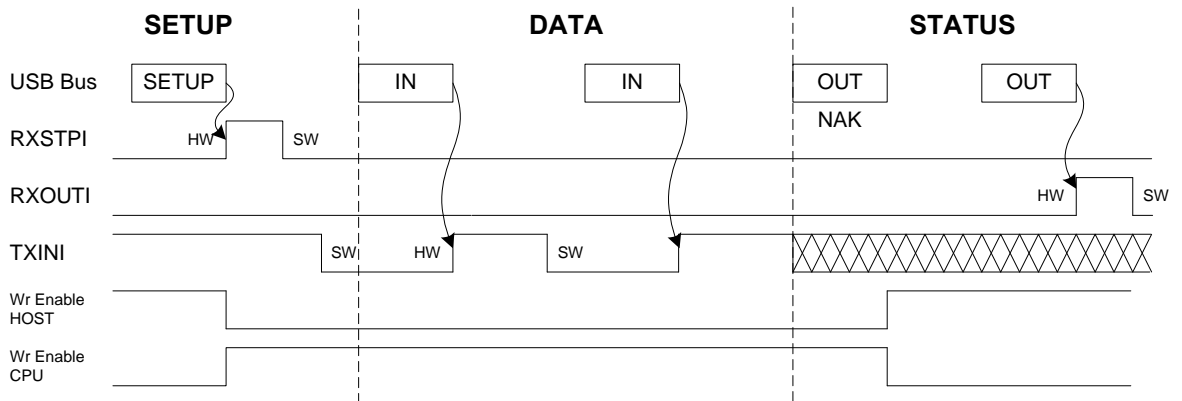 SETUP DATA STATUS
USB Bus SETUP IN IN OUT OUT
NAK
RXSTPI HW SW
RXOUTI HW SW
TXINI SW HW SW
Wr Enable
HOST
Wr Enable
CPU